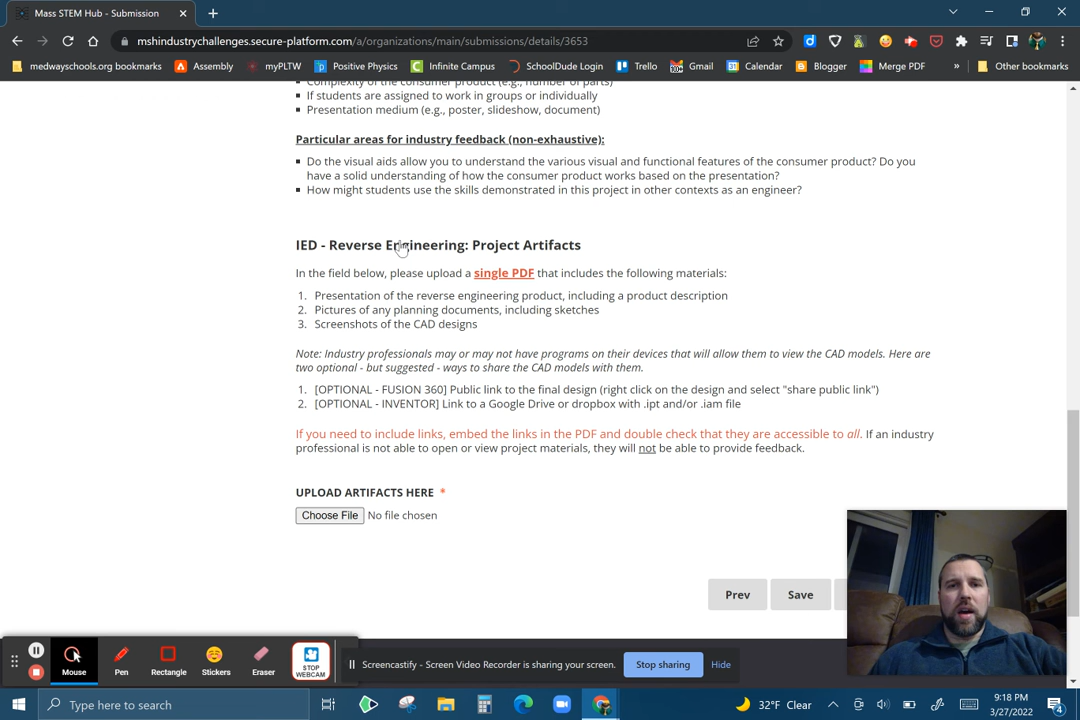 Mass STEM Hub - Submission
mshindustrychallenges.secure-platform.com/a/organizations/main/submissions/details/3653
medwayschools.org bookmarks
Assembly
myPLTW
Positive Physics
Infinite Campus
SchoolDude Login
Trello
Gmail
Calendar
Blogger
Merge PDF
»
Other bookmarks
Complexity of the consumer product (e.g., number of parts)
If students are assigned to work in groups or individually
Presentation medium (e.g., poster, slideshow, document)
Particular areas for industry feedback (non-exhaustive):
Do the visual aids allow you to understand the various visual and functional features of the consumer product? Do you
have a solid understanding of how the consumer product works based on the presentation?
How might students use the skills demonstrated in this project in other contexts as an engineer?
IED - Reverse Engineering: Project Artifacts
In the field below, please upload a single PDF that includes the following materials:
1. Presentation of the reverse engineering product, including a product description
2. Pictures of any planning documents, including sketches
3. Screenshots of the CAD designs
Note: Industry professionals may or may not have programs on their devices that will allow them to view the CAD models. Here are
two optional - but suggested - ways to share the CAD models with them.
1. [OPTIONAL - FUSION 360] Public link to the final design (right click on the design and select "share public link")
2. [OPTIONAL - INVENTOR] Link to a Google Drive or dropbox with .ipt and/or .iam file
If you need to include links, embed the links in the PDF and double check that they are accessible to all. If an industry
professional is not able to open or view project materials, they will not be able to provide feedback.
UPLOAD ARTIFACTS HERE *
Choose File No file chosen
Prev
Save
Mouse
Pen
Rectangle
Stickers
Eraser
STOP
WEBCAM
Screencastify - Screen Video Recorder is sharing your screen.
Stop sharing
Hide
Type here to search
32°F Clear
9:18 PM
3/27/2022
4